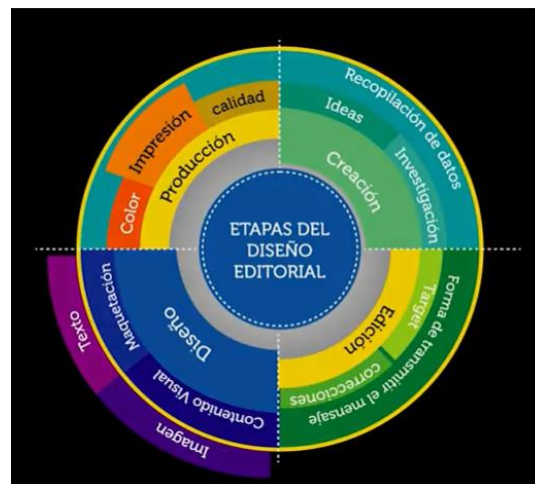 ETAPAS DEL
DISEÑO
EDITORIAL
Creación
Ideas
Investigación
Recopilación de datos
Edición
Target
correcciones
Forma de transmitir el mensaje
Diseño
Contenido Visual
Maquetación
Imagen
Texto
Producción
Color
Impresión
calidad